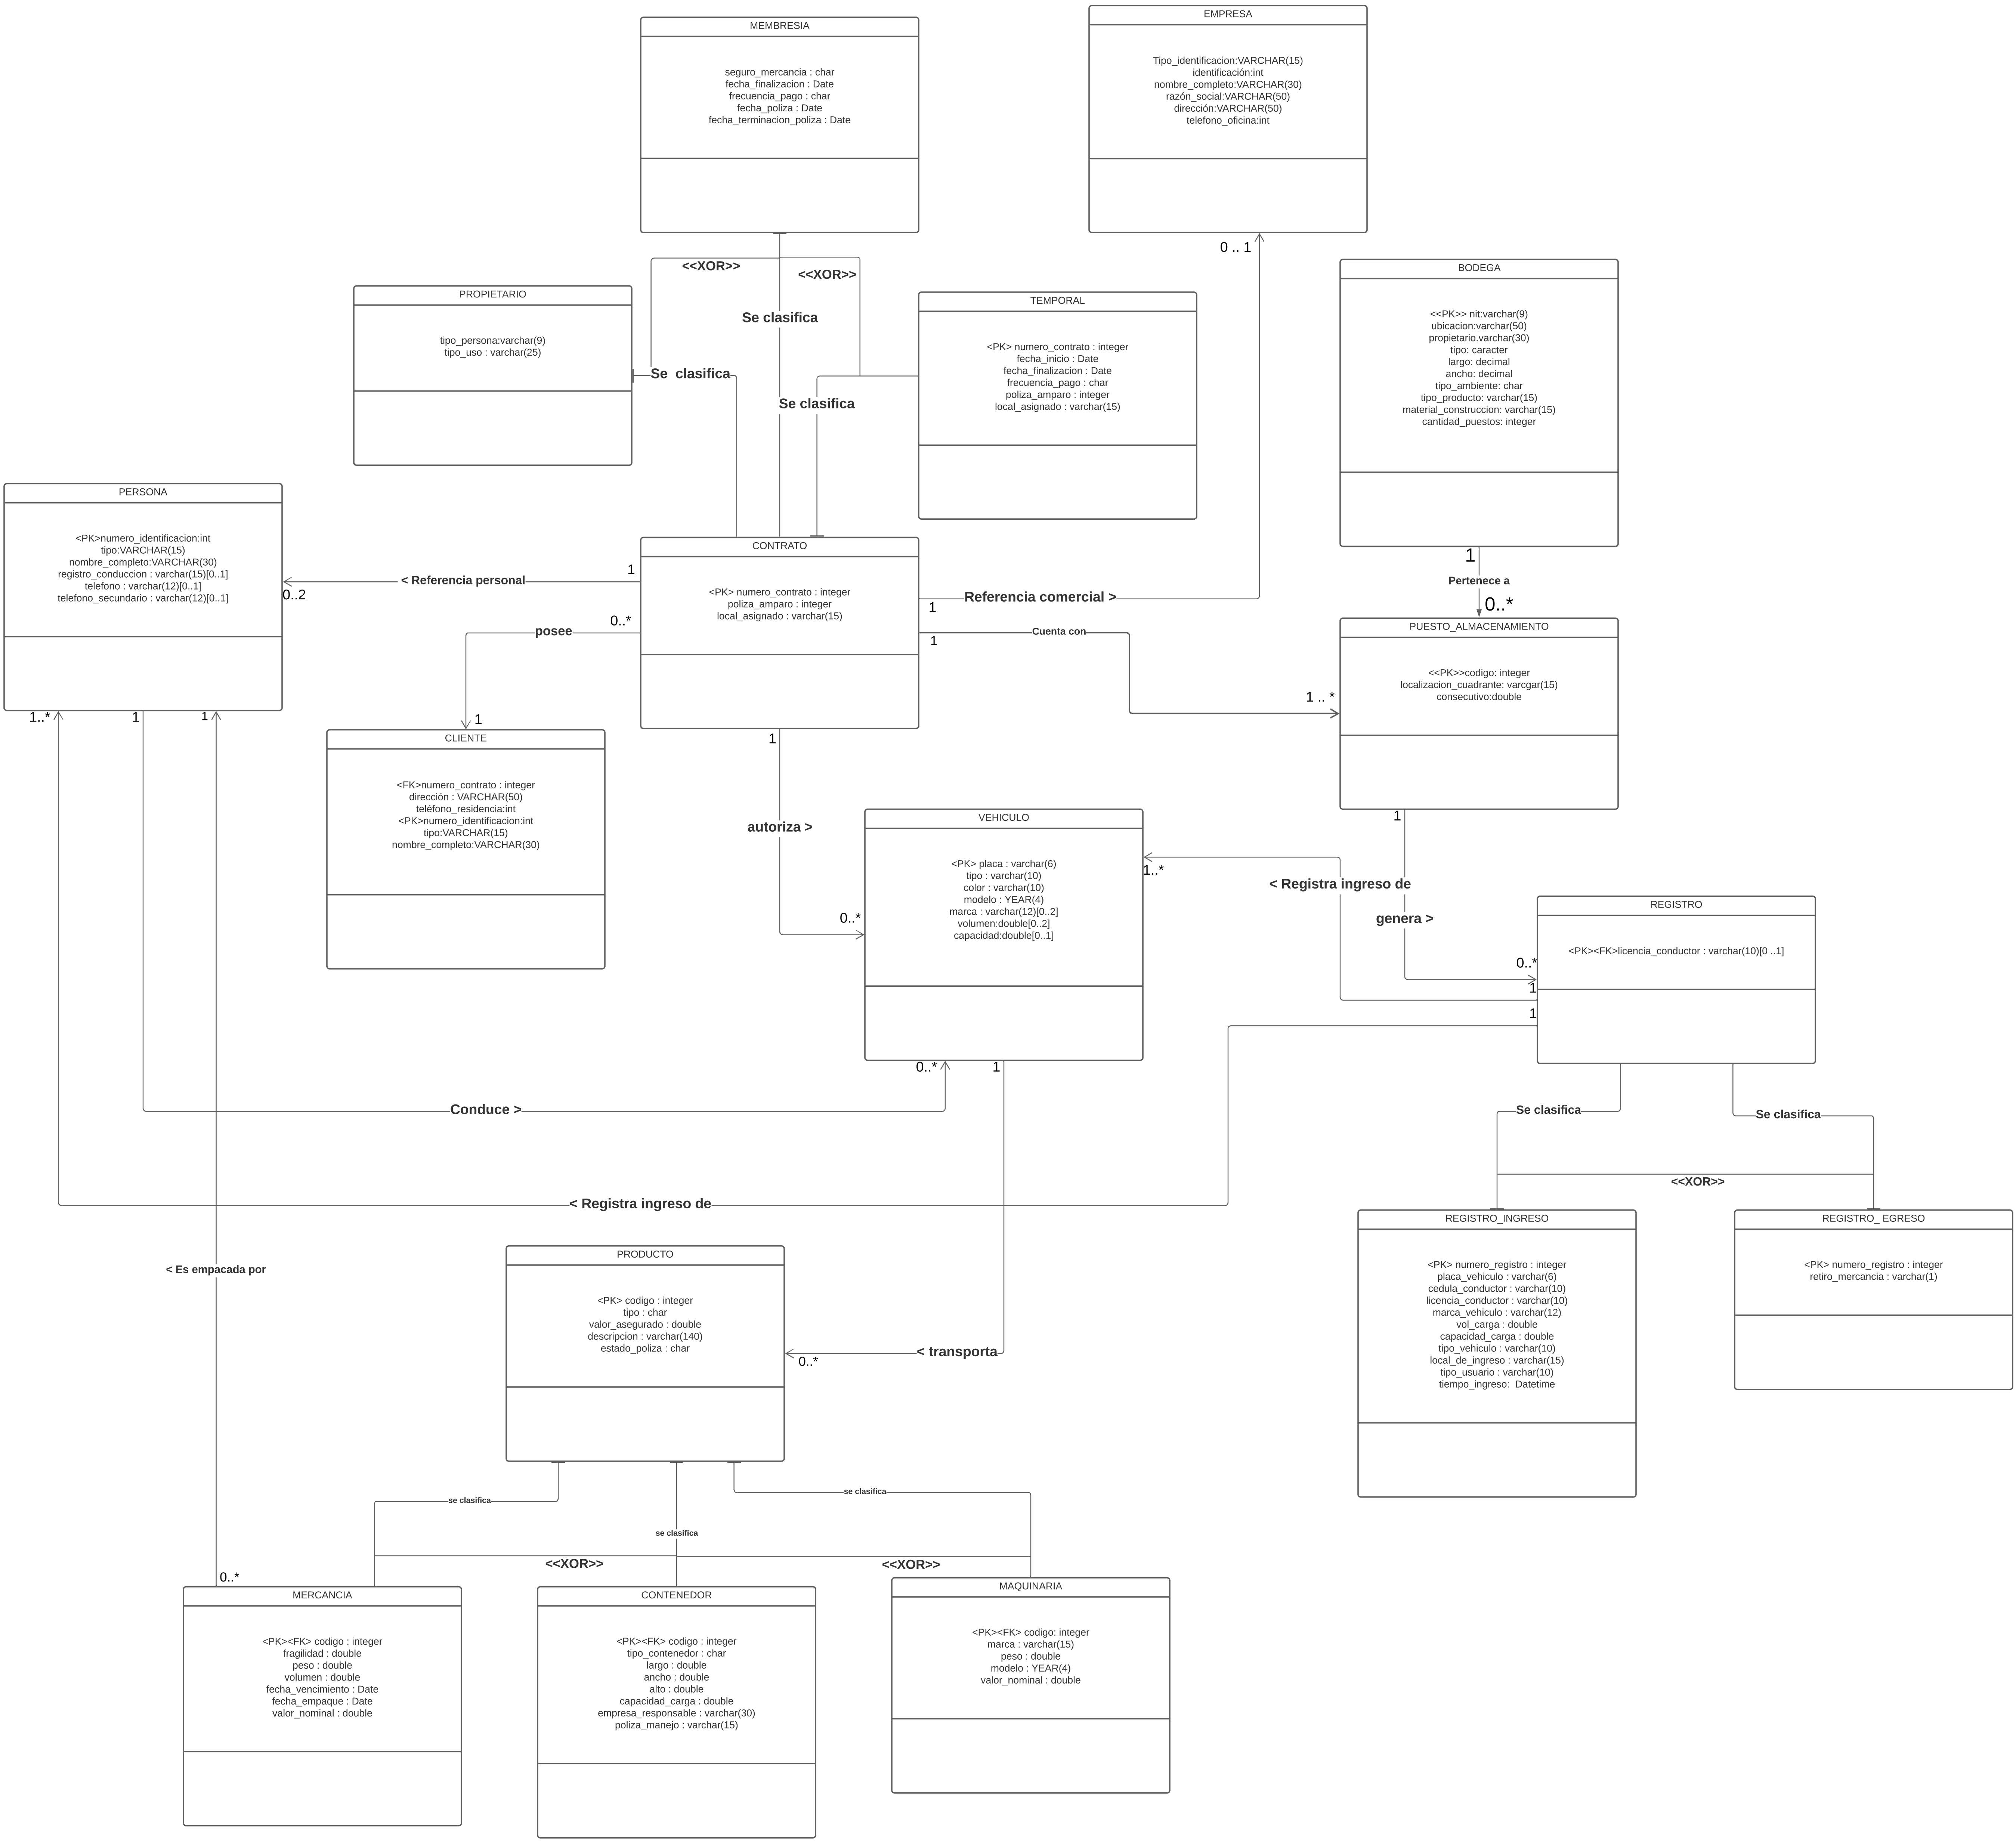 MEMBRESIA
seguro_mercancia : char
fecha_finalizacion : Date
frecuencia_pago : char
fecha_poliza : Date
fecha_terminacion_poliza : Date
EMPRESA
Tipo_identificacion:VARCHAR(15)
identificación:int
nombre_completo:VARCHAR(30)
razón_social:VARCHAR(50)
dirección:VARCHAR(50)
telefono_oficina:int
0 .. 1
<<XOR>>
<<XOR>>
Se clasifica
PROPIETARIO
tipo_persona:varchar(9)
tipo_uso : varchar(25)
Se  clasifica
TEMPORAL
<PK> numero_contrato : integer
fecha_inicio : Date
fecha_finalizacion : Date
frecuencia_pago : char
poliza_amparo : integer
local_asignado : varchar(15)
Se clasifica
BODEGA
<<PK>> nit:varchar(9)
ubicacion:varchar(50)
propietario.varchar(30)
tipo: caracter
largo: decimal
ancho: decimal
tipo_ambiente: char
tipo_producto: varchar(15)
material_construccion: varchar(15)
cantidad_puestos: integer
1
Pertenece a
0..*
PERSONA
<PK>numero_identificacion:int
tipo:VARCHAR(15)
nombre_completo:VARCHAR(30)
registro_conduccion : varchar(15)[0..1]
telefono : varchar(12)[0..1]
telefono_secundario : varchar(12)[0..1]
0..2
< Referencia personal
1
CONTRATO
<PK> numero_contrato : integer
poliza_amparo : integer
local_asignado : varchar(15)
1
Referencia comercial >
0..*
posee
1
1
Cuenta con
1 .. *
PUESTO_ALMACENAMIENTO
<<PK>>codigo: integer
localizacion_cuadrante: varcgar(15)
consecutivo:double
1..*
1
1
CLIENTE
<FK>numero_contrato : integer
dirección : VARCHAR(50)
teléfono_residencia:int
<PK>numero_identificacion:int
tipo:VARCHAR(15)
nombre_completo:VARCHAR(30)
1
autoriza >
0..*
VEHICULO
<PK> placa : varchar(6)
tipo : varchar(10)
color : varchar(10)
modelo : YEAR(4)
marca : varchar(12)[0..2]
volumen:double[0..2]
capacidad:double[0..1]
1..*
< Registra ingreso de
1
genera >
0..*
1
1
REGISTRO
<PK><FK>licencia_conductor : varchar(10)[0 ..1]
0..*
1
Conduce >
Se clasifica
Se clasifica
<<XOR>>
< Registra ingreso de
REGISTRO_INGRESO
<PK> numero_registro : integer
placa_vehiculo : varchar(6)
cedula_conductor : varchar(10)
licencia_conductor : varchar(10)
marca_vehiculo : varchar(12)
vol_carga : double
capacidad_carga : double
tipo_vehiculo : varchar(10)
local_de_ingreso : varchar(15)
tipo_usuario : varchar(10)
tiempo_ingreso:  Datetime
REGISTRO_ EGRESO
<PK> numero_registro : integer
retiro_mercancia : varchar(1)
< Es empacada por
PRODUCTO
<PK> codigo : integer
tipo : char
valor_asegurado : double
descripcion : varchar(140)
estado_poliza : char
0..*
< transporta
se clasifica
se clasifica
se clasifica
<<XOR>>
<<XOR>>
0..*
MERCANCIA
<PK><FK> codigo : integer
fragilidad : double
peso : double
volumen : double
fecha_vencimiento : Date
fecha_empaque : Date
valor_nominal : double
CONTENEDOR
<PK><FK> codigo : integer
tipo_contenedor : char
largo : double
ancho : double
alto : double
capacidad_carga : double
empresa_responsable : varchar(30)
poliza_manejo : varchar(15)
MAQUINARIA
<PK><FK> codigo: integer
marca : varchar(15)
peso : double
modelo : YEAR(4)
valor_nominal : double